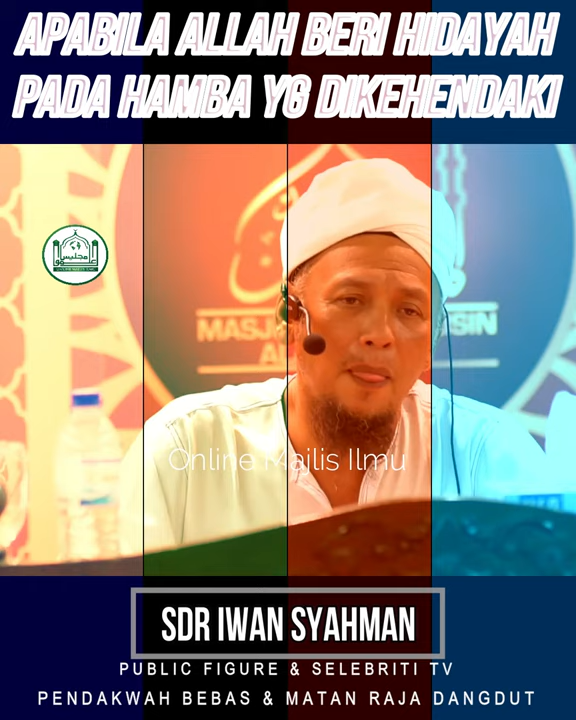 APABILA ALLAH BERI HIDAYAH
PADA HAMBA YG DIKEHENDAKI
Online Majlis Ilmu
SDR IWAN SYAHMAN
PUBLIC FIGURE & SELEBRITI TV
PENDAKWAH BEBAS & MATAN RAJA DANGDUT